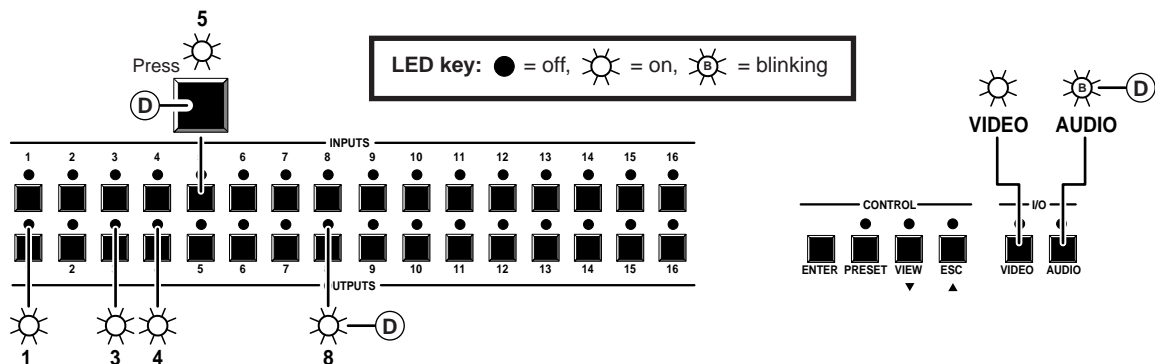 5
Press
D
LED key: ● = off, = on, B = blinking
B D
VIDEO AUDIO
INPUTS
1 2 3 4 6 7 8 9 10 11 12 13 14 15 16
CONTROL I/O
2 5 6 7 9 10 11 12 13 14 15 16
ENTER PRESET VIEW ESC VIDEO AUDIO
▼ ▲
OUTPUTS
D
1 3 4 8